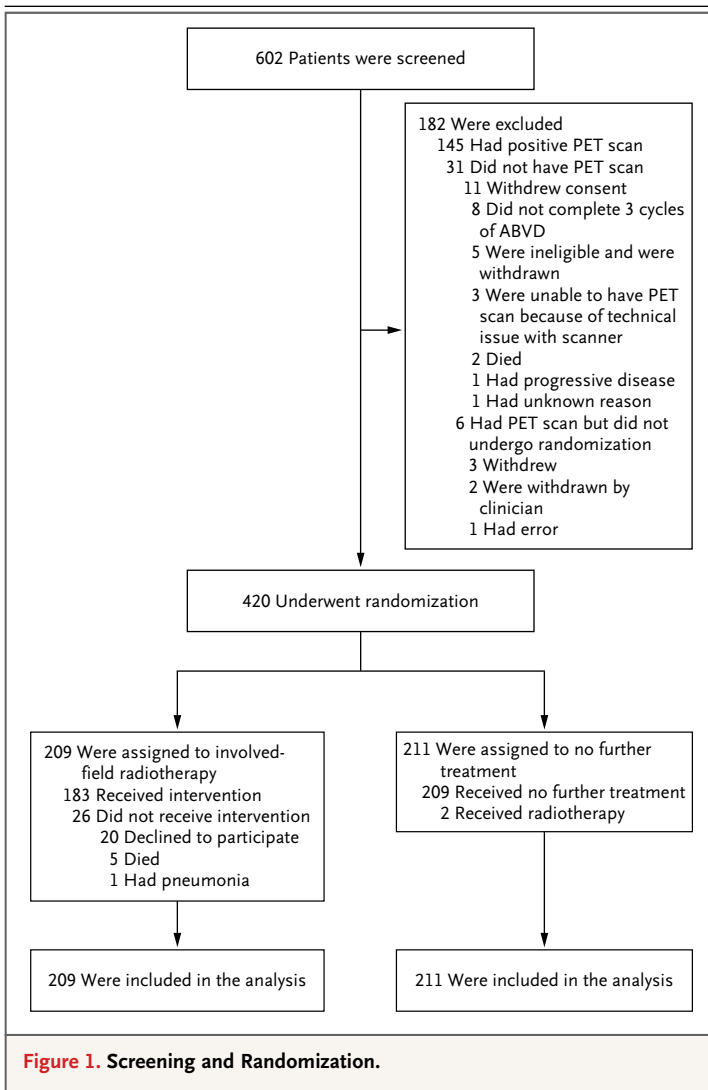 602 Patients were screened
182 Were excluded
145 Had positive PET scan
31 Did not have PET scan
11 Withdrew consent
8 Did not complete 3 cycles
of ABVD
5 Were ineligible and were
withdrawn
3 Were unable to have PET
scan because of technical
issue with scanner
2 Died
1 Had progressive disease
1 Had unknown reason
6 Had PET scan but did not
undergo randomization
3 Withdrew
2 Were withdrawn by
clinician
1 Had error
420 Underwent randomization
209 Were assigned to involved-
field radiotherapy
183 Received intervention
26 Did not receive intervention
20 Declined to participate
5 Died
1 Had pneumonia
211 Were assigned to no further
treatment
209 Received no further treatment
2 Received radiotherapy
209 Were included in the analysis
211 Were included in the analysis
Figure 1. Screening and Randomization.